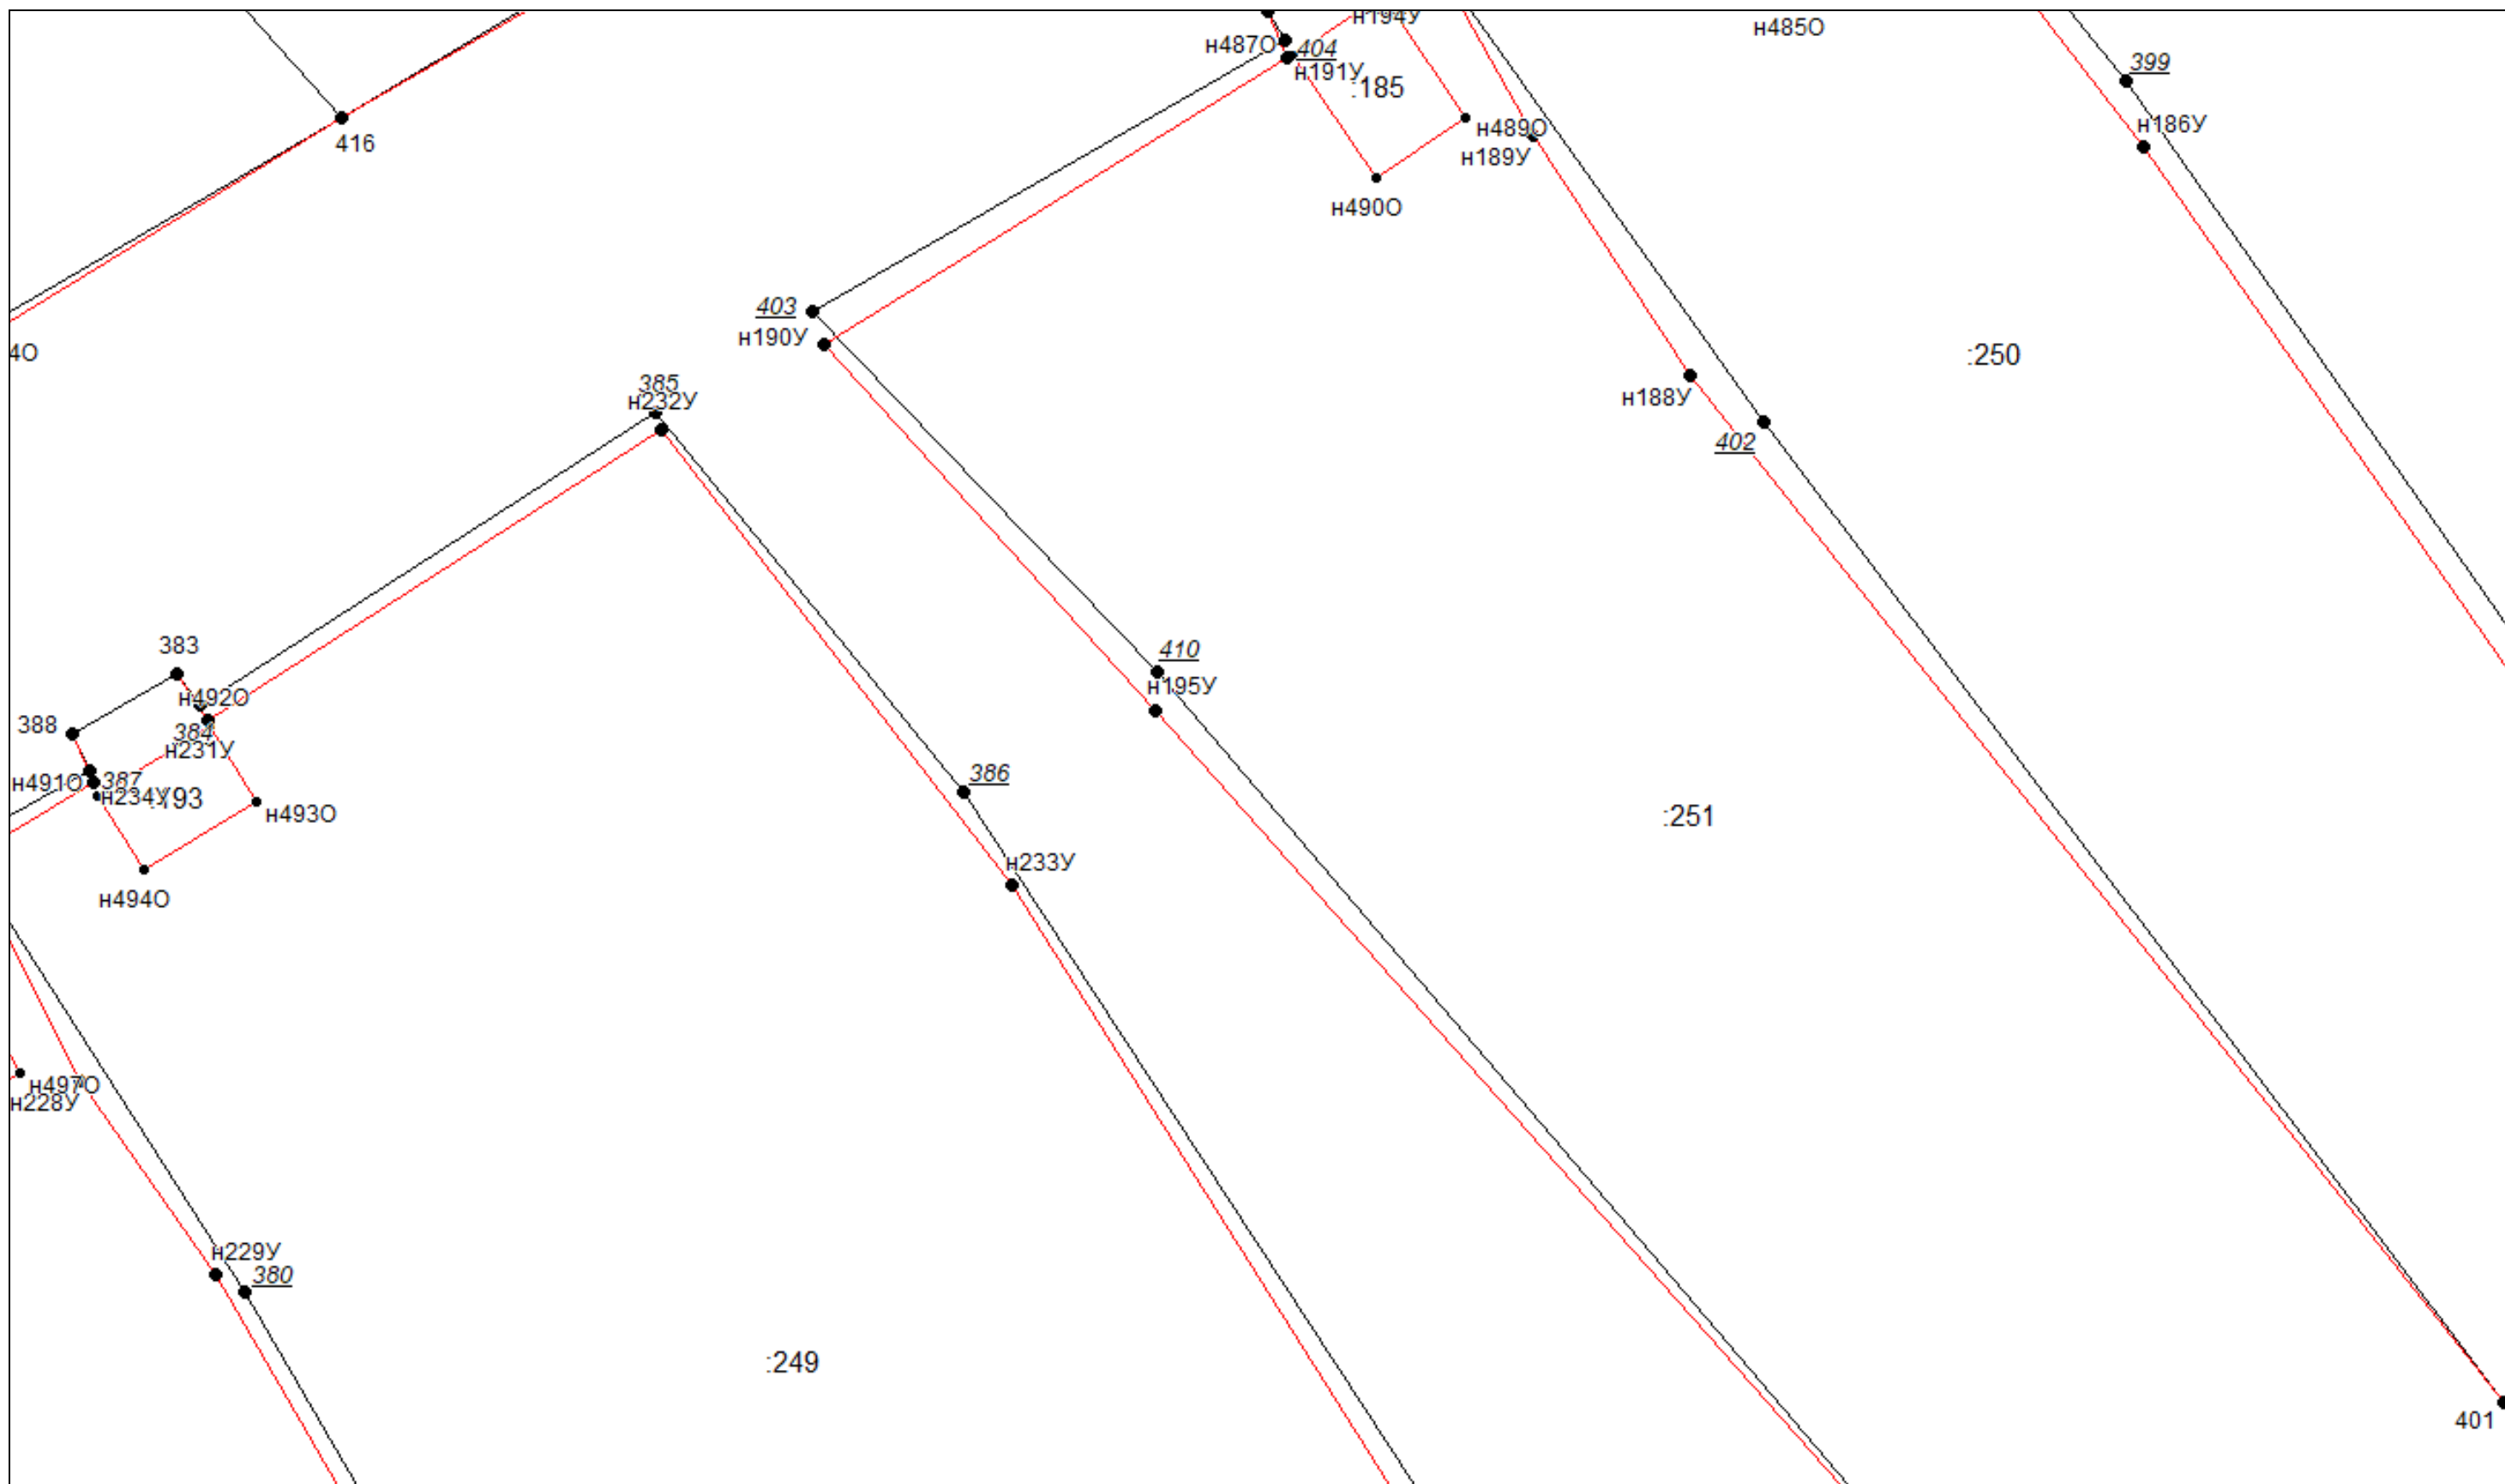 н194У
н485О
н487О
404
н191У
:185
399
416
н489О
н189У
н186У
н490О
403
н190У
4О
:250
385
н232У
н188У
402
383
410
н195У
н492О
388
384
н231У
386
н491О
387
н234У
:193
н493О
:251
н233У
н494О
н497О
н228У
н229У
380
:249
401